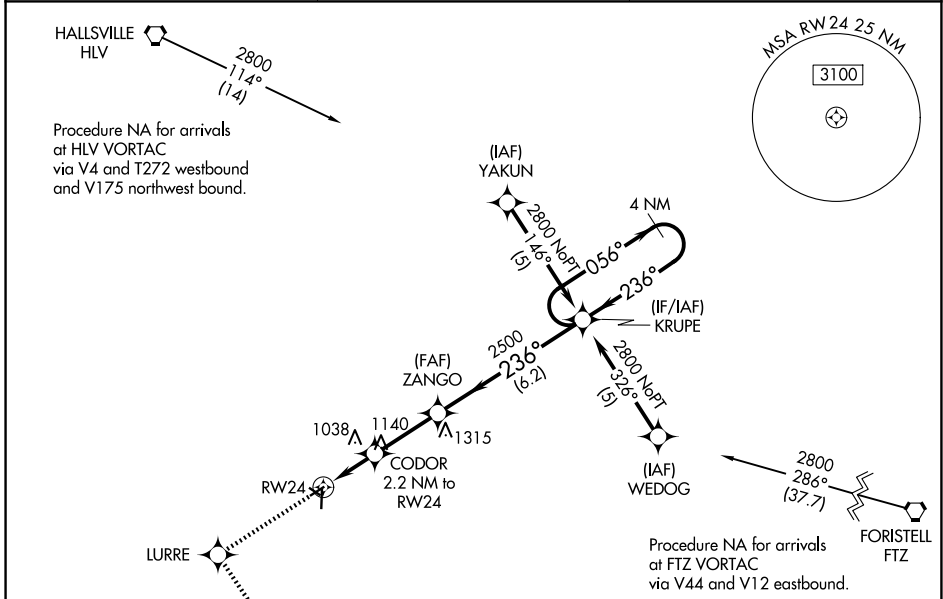 HALLSVILLE
HLV
2800
114°
(14)
Procedure NA for arrivals
at HLV VORTAC
via V4 and T272 westbound
and V175 northwest bound.
MSA RW24 25 NM
3100
(IAF)
YAKUN
2800 NoPT
146°
(5)
4 NM
056°
236°
(IF/IAF)
KRUPE
2500
236°
(6.2)
(FAF)
ZANGO
2800 NoPT
326°
(5)
1038
1140
1315
CODOR
2.2 NM to
RW24
RW24
(IAF)
WEDOG
2800
286°
(37.7)
FORISTELL
FTZ
LURRE
Procedure NA for arrivals
at FTZ VORTAC
via V44 and V12 eastbound.